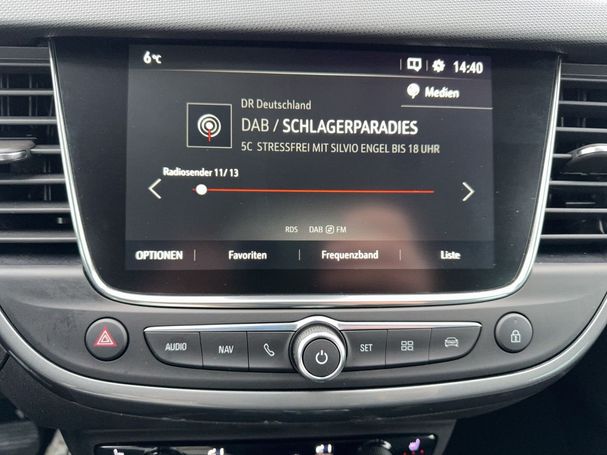 6°C
14:40
Medien
DR Deutschland
DAB / SCHLAGERPARADIES
5C STRESSFREI MIT SILVIO ENGEL BIS 18 UHR
Radiosender 11/13
RDS DAB FM
OPTIONEN Favoriten Frequenzband Liste
AUDIO NAV SET